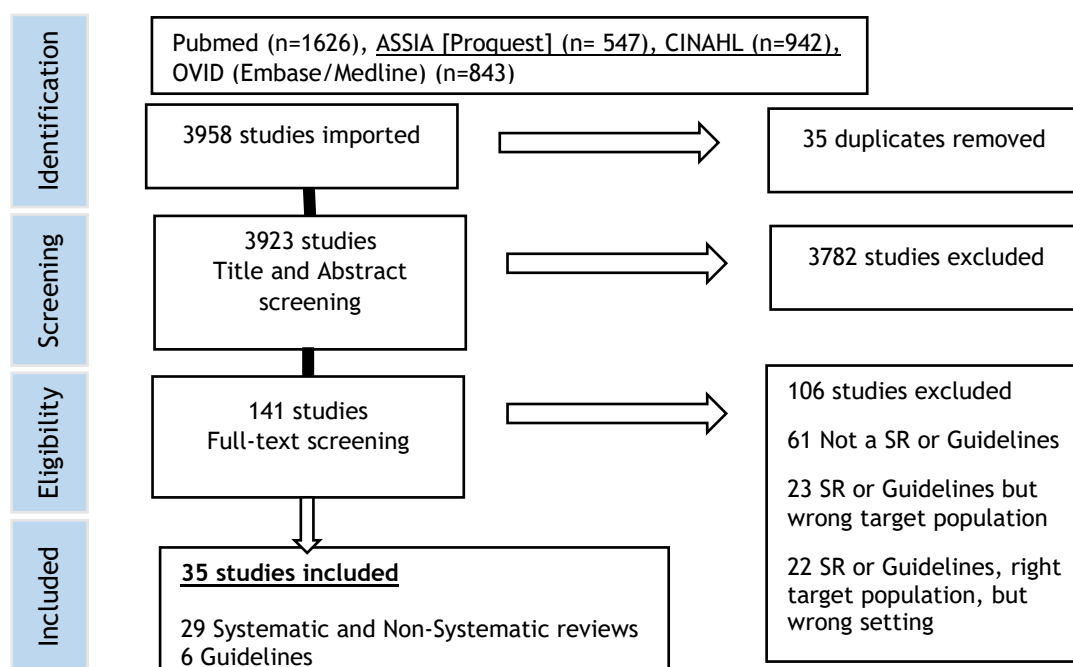 Identification
Pubmed (n=1626), ASSIA [Proquest] (n= 547), CINAHL (n=942),
OVID (Embase/Medline) (n=843)
3958 studies imported
35 duplicates removed
Screening
3923 studies
Title and Abstract
screening
3782 studies excluded
Eligibility
141 studies
Full-text screening
106 studies excluded
61 Not a SR or Guidelines
23 SR or Guidelines but
wrong target population
22 SR or Guidelines, right
target population, but
wrong setting
Included
35 studies included
29 Systematic and Non-Systematic reviews
6 Guidelines